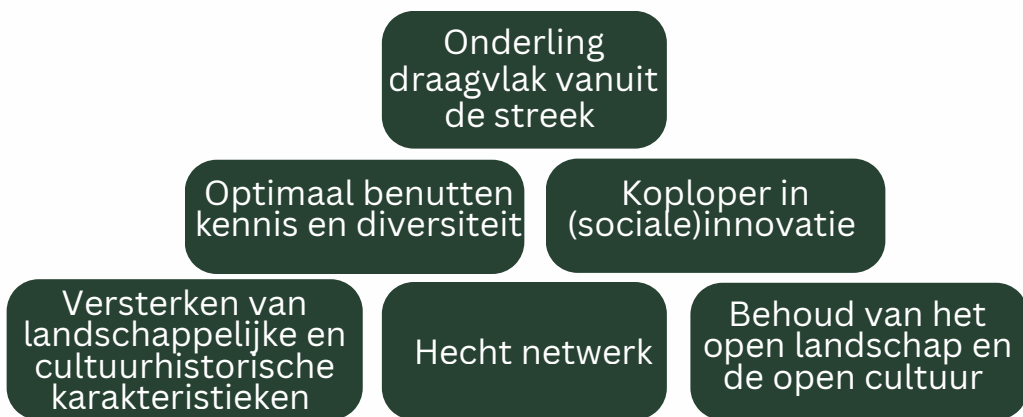 Onderling
draagvlak vanuit
de streek
Optimaal benutten
kennis en diversiteit
Koploper in
(sociale)innovatie
Versterken van
landschappelijke en
cultuurhistorische
karakteristieken
Hecht netwerk
Behoud van het
open landschap en
de open cultuur